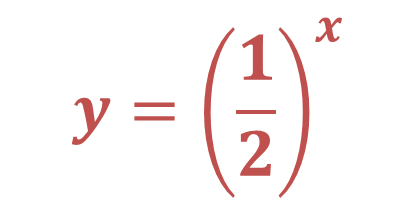 y = (1/2)^x